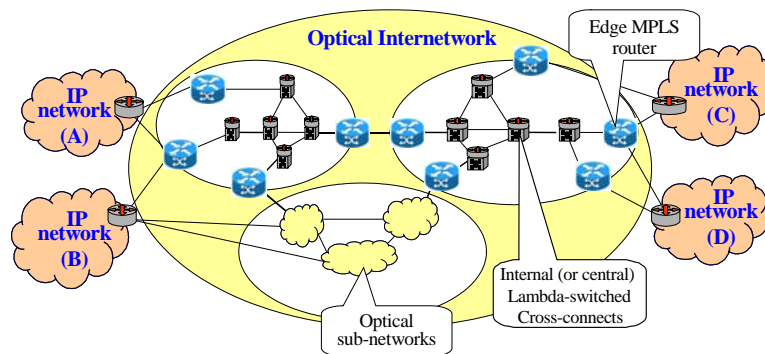 Edge MPLS
router
Optical Internetwork
IP
network
(A)
IP
network
(C)
IP
network
(B)
IP
network
(D)
Internal (or central)
Lambda-switched
Cross-connects
Optical
sub-networks